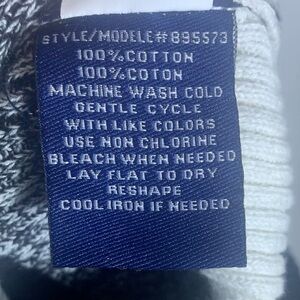 STYLE/MODELE#895573
100%COTTON
100%COTON
MACHINE WASH COLD
GENTLE CYCLE
WITH LIKE COLORS
USE NON CHLORINE
BLEACH WHEN NEEDED
LAY FLAT TO DRY
RESHAPE
COOL IRON IF NEEDED